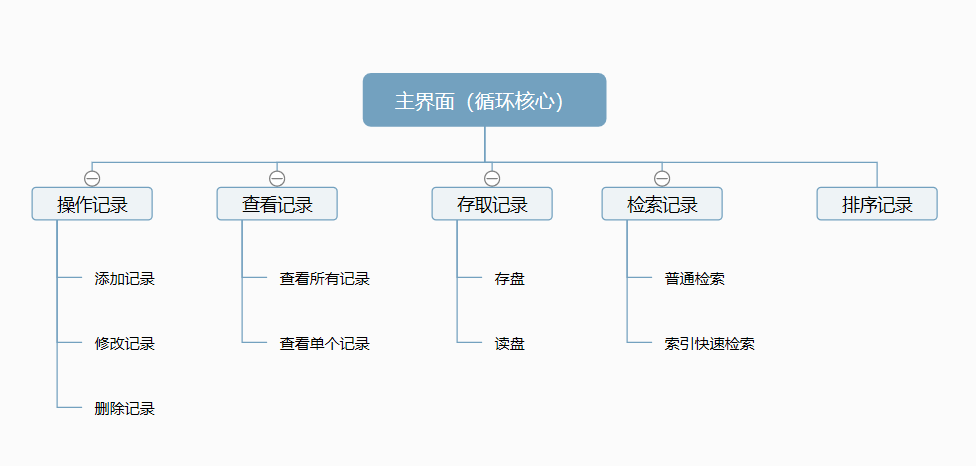 主界面（循环核心）
操作记录
查看记录
存取记录
检索记录
排序记录
添加记录
查看所有记录
存盘
普通检索
修改记录
查看单个记录
读盘
索引快速检索
删除记录